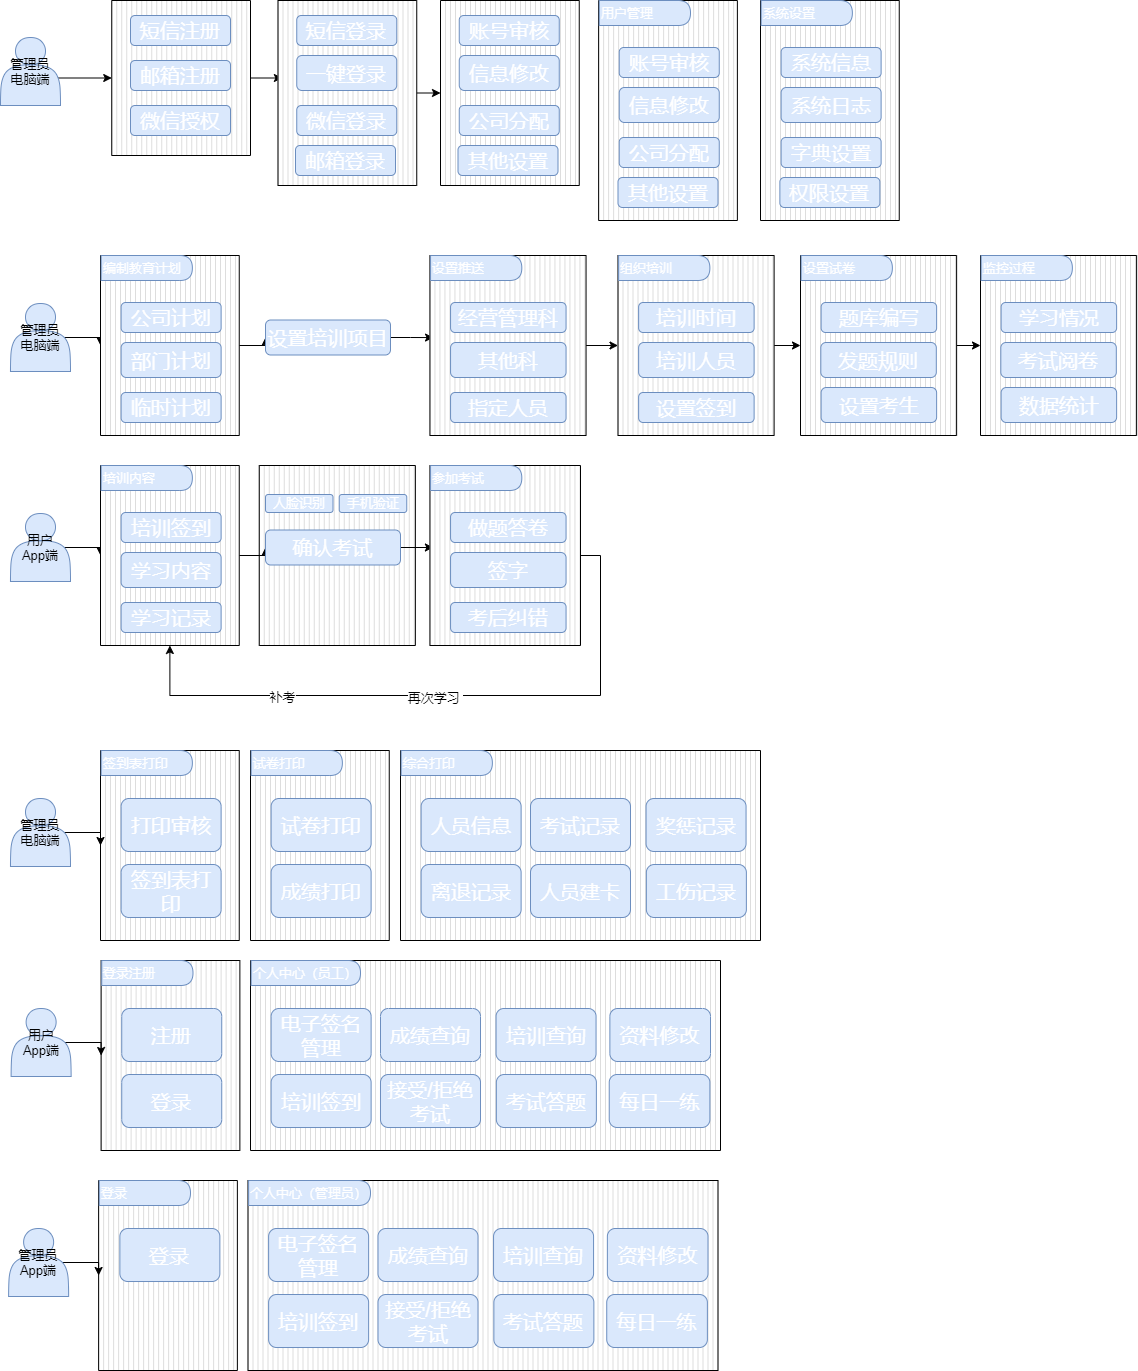 管理员
电脑端
短信注册
邮箱注册
微信授权
短信登录
一键登录
微信登录
邮箱登录
账号审核
信息修改
公司分配
其他设置
用户管理
账号审核
信息修改
公司分配
其他设置
系统设置
系统信息
系统日志
字典设置
权限设置
管理员
电脑端
编制教育计划
公司计划
部门计划
临时计划
设置培训项目
设置推送
经营管理科
其他科
指定人员
组织培训
培训时间
培训人员
设置签到
设置试卷
题库编写
发题规则
设置考生
监控过程
学习情况
考试阅卷
数据统计
用户
App端
培训内容
培训签到
学习内容
学习记录
人脸识别
手机验证
确认考试
参加考试
做题答卷
签字
考后纠错
补考
再次学习
管理员
电脑端
签到表打印
打印审核
签到表打
印
试卷打印
试卷打印
成绩打印
综合打印
人员信息
考试记录
奖惩记录
离退记录
人员建卡
工伤记录
用户
App端
登录注册
注册
登录
个人中心（员工）
电子签名
管理
成绩查询
培训查询
资料修改
培训签到
接受/拒绝
考试
考试答题
每日一练
管理员
App端
登录
登录
个人中心（管理员）
电子签名
管理
成绩查询
培训查询
资料修改
培训签到
接受/拒绝
考试
考试答题
每日一练